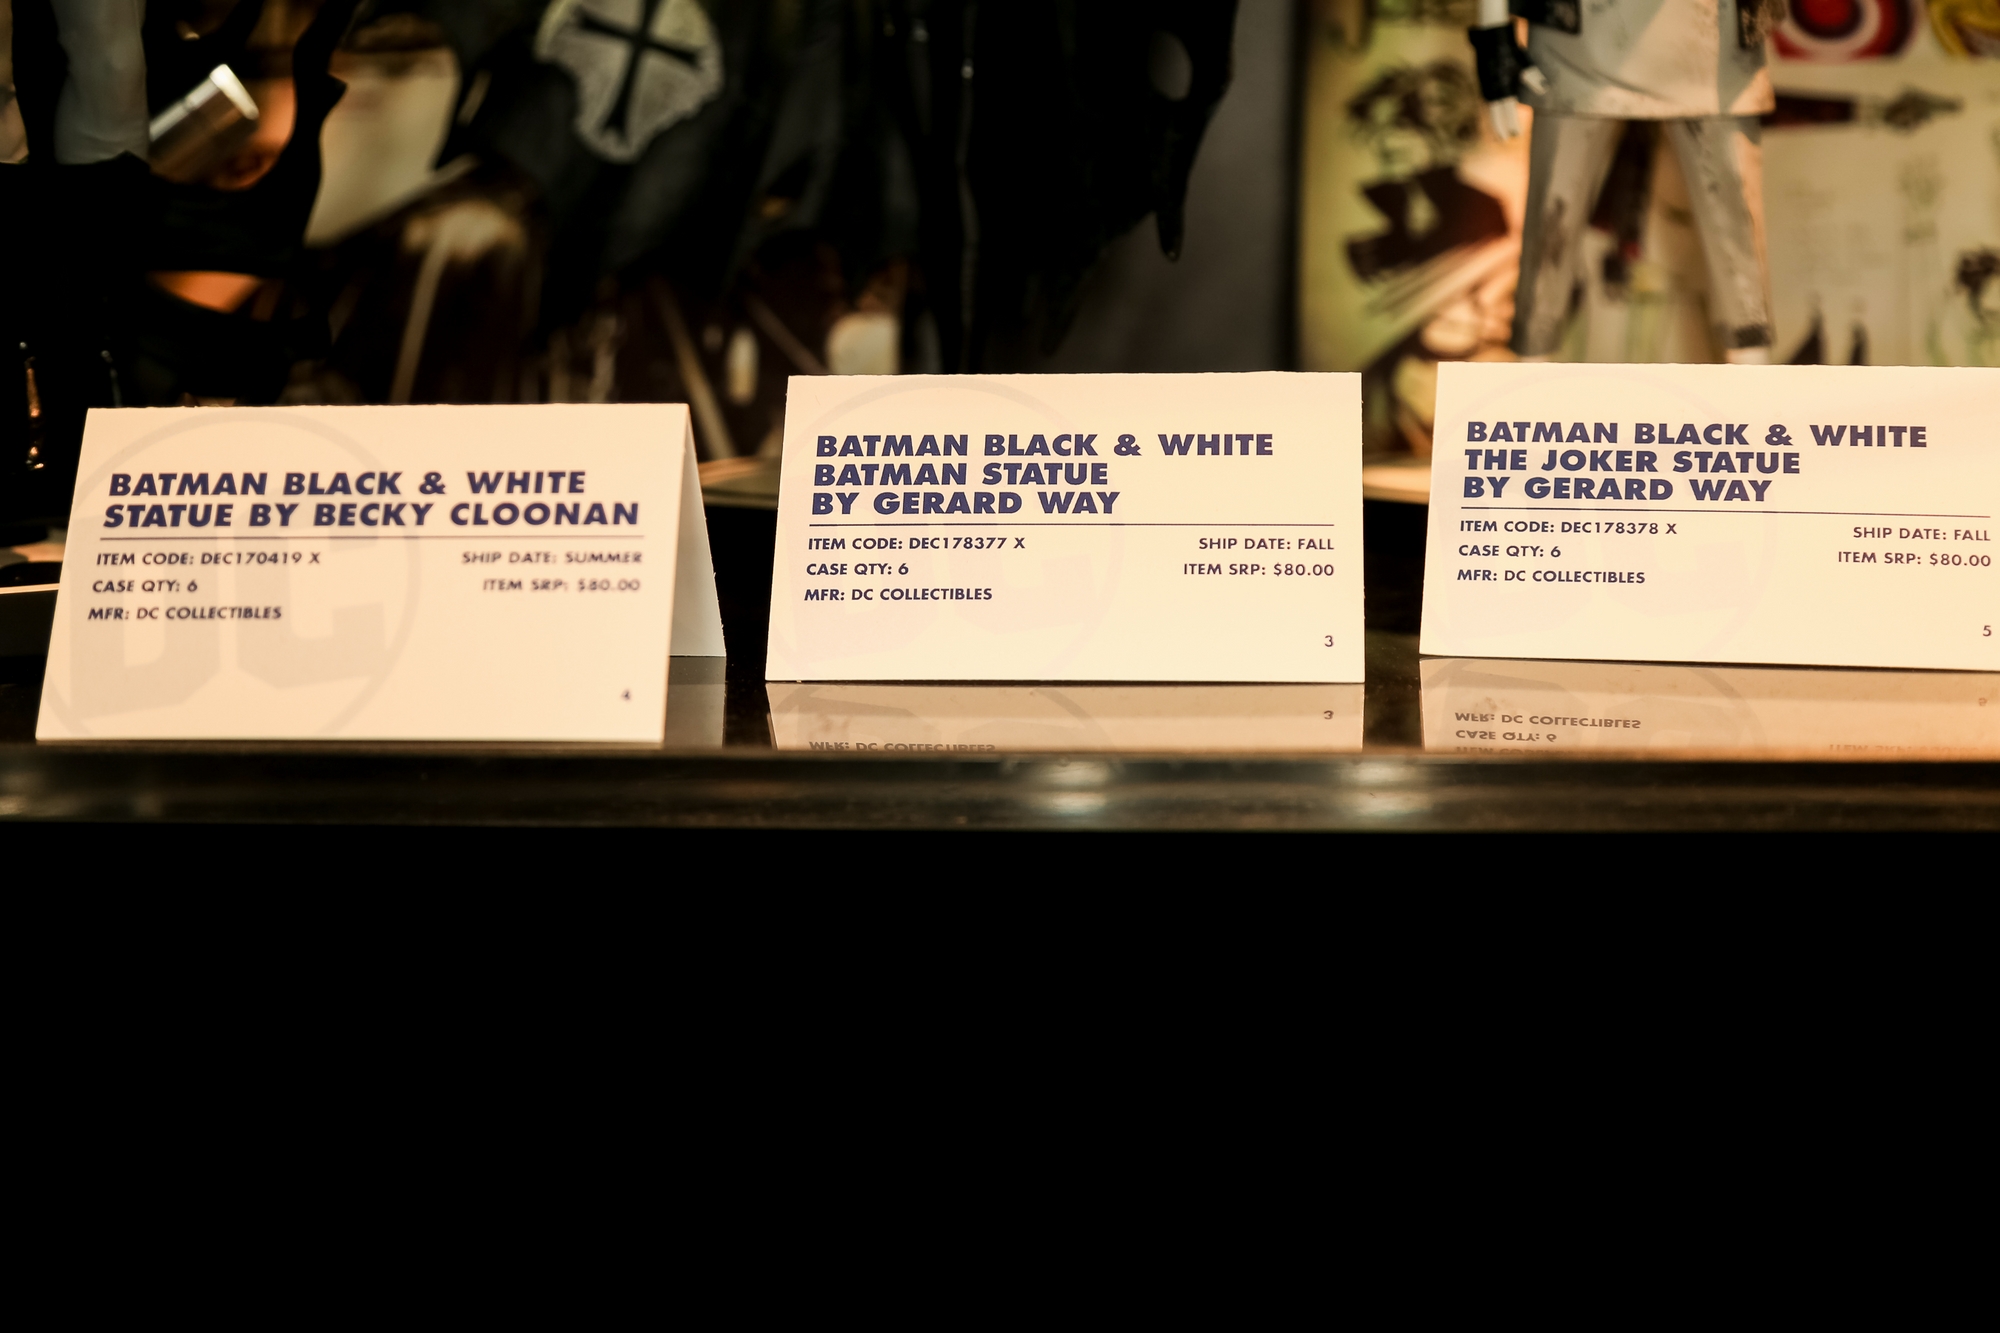 BATMAN BLACK & WHITE
STATUE BY BECKY CLOONAN
ITEM CODE: DEC170419 X
SHIP DATE: SUMMER
CASE QTY: 6
ITEM SRP: $80.00
MFR: DC COLLECTIBLES
4
DC
BATMAN BLACK & WHITE
BATMAN STATUE
BY GERARD WAY
ITEM CODE: DEC178377 X
SHIP DATE: FALL
CASE QTY: 6
ITEM SRP: $80.00
MFR: DC COLLECTIBLES
3
BATMAN BLACK & WHITE
THE JOKER STATUE
BY GERARD WAY
ITEM CODE: DEC178378 X
SHIP DATE: FALL
CASE QTY: 6
ITEM SRP: $80.00
MFR: DC COLLECTIBLES
5